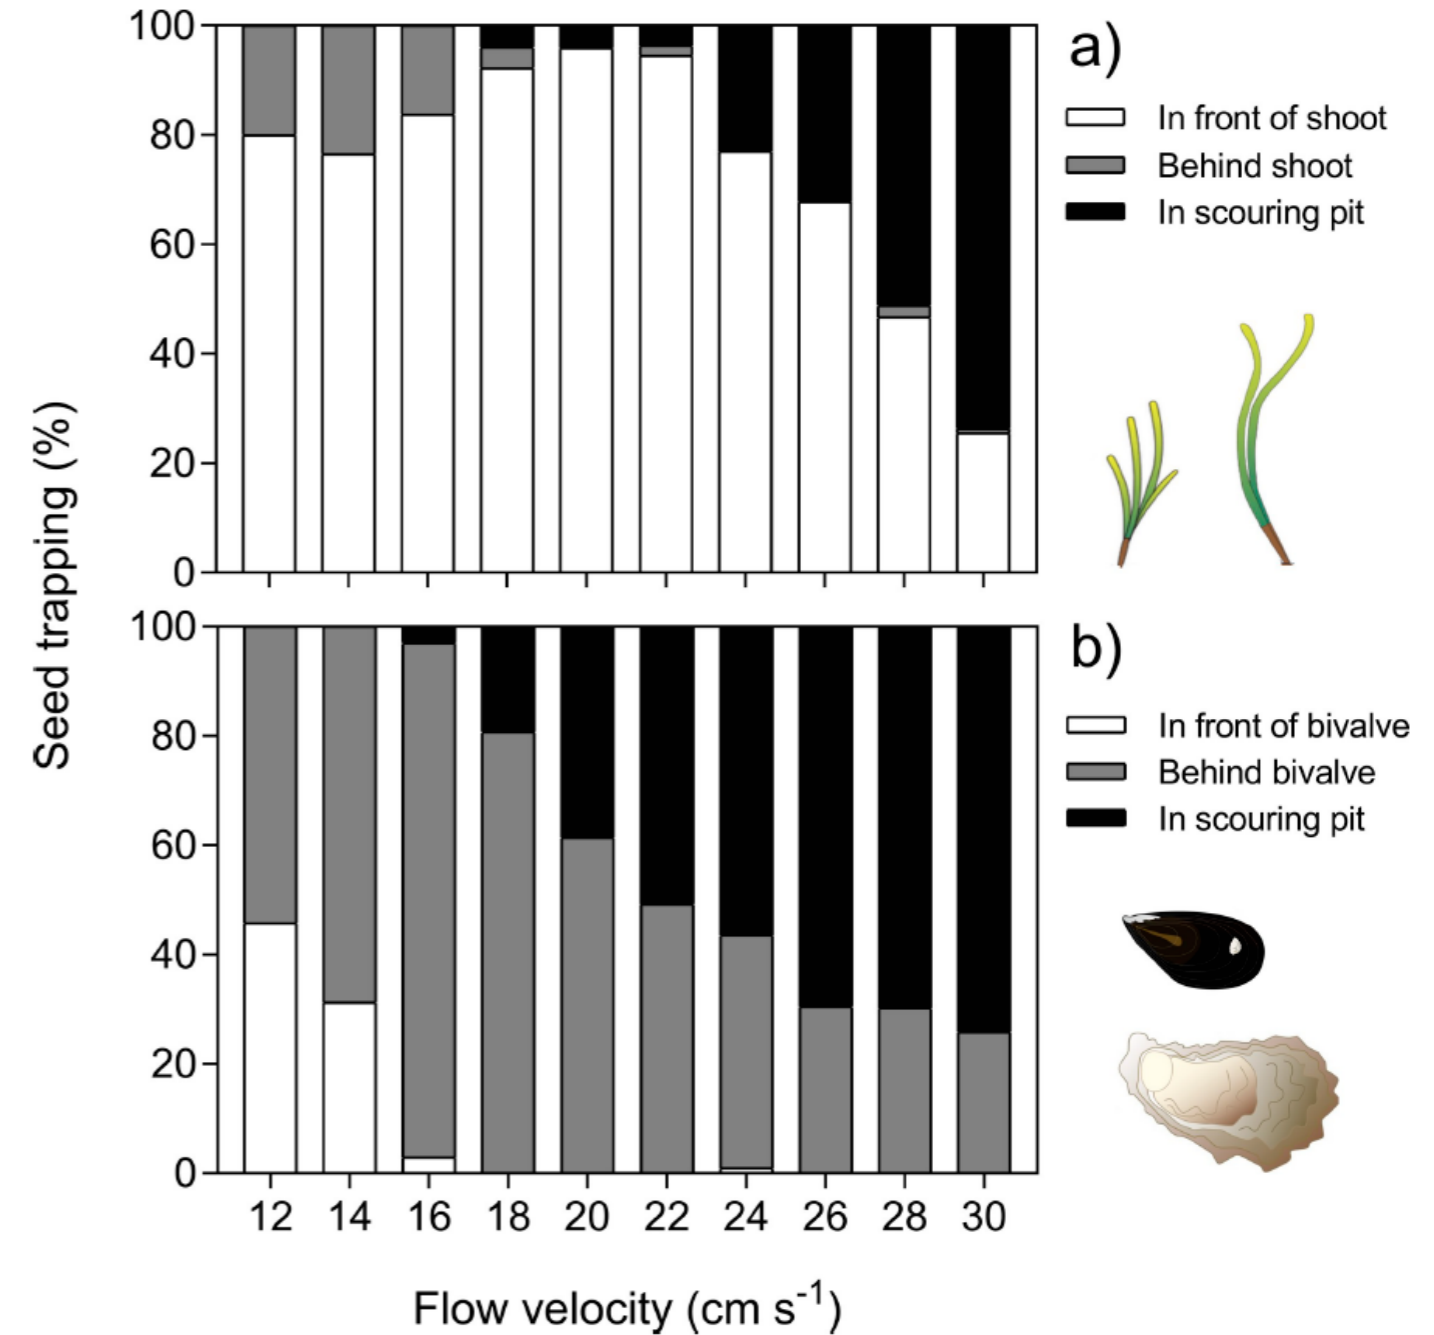 a)
100
80
60
40
20
0
In front of shoot
Behind shoot
In scouring pit
Seed trapping (%)
b)
100
80
60
40
20
0
In front of bivalve
Behind bivalve
In scouring pit
12 14 16 18 20 22 24 26 28 30
Flow velocity (cm s⁻¹)